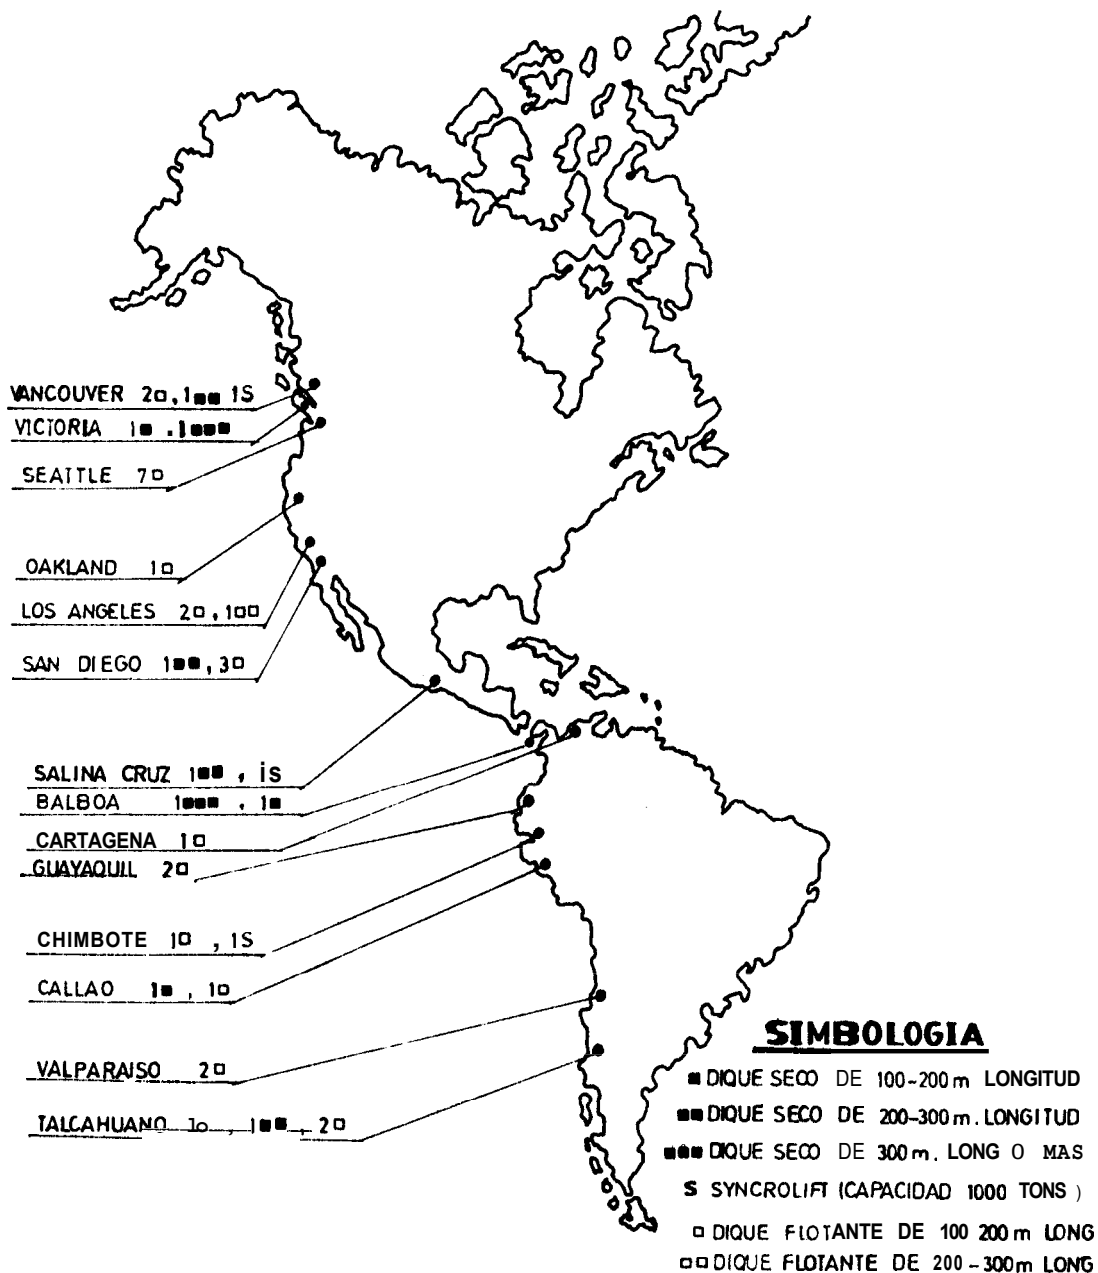 VANCOUVER 2□, 1■■ 1S
VICTORIA 1■ . 1■■■
SEATTLE 7□
OAKLAND 1□
LOS ANGELES 2□, 1□□
SAN DIEGO 1■■, 3□
SALINA CRUZ 1■■ , 1S
BALBOA 1■■■ . 1■
CARTAGENA 1□
GUAYAQUIL 2□
CHIMBOTE 1□ , 1S
CALLAO 1■ , 1□
VALPARAISO 2□
TALCAHUANO 1□ , 1■■ , 2□
SIMBOLOGIA
■ DIQUE SECO DE 100-200 m LONGITUD
■■ DIQUE SECO DE 200-300 m. LONGITUD
■■■ DIQUE SECO DE 300 m. LONG O MAS
S SYNCROLIFT (CAPACIDAD 1000 TONS )
□ DIQUE FLOTANTE DE 100 200 m LONG
□□ DIQUE FLOTANTE DE 200-300 m LONG